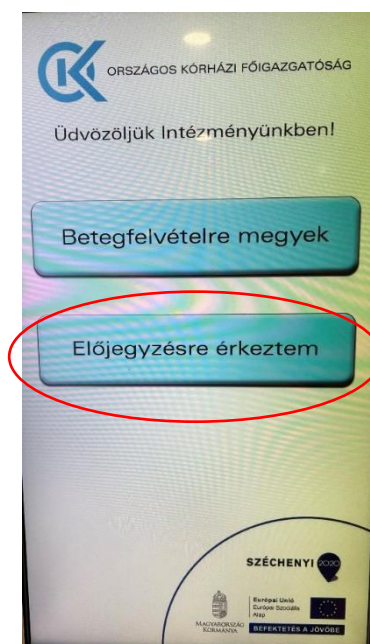 OK
ORSZÁGOS KÓRHÁZI FŐIGAZGATÓSÁG
Üdvözöljük Intézményünkben!
Betegfelvételre megyek
Előjegyzésre érkeztem
SZÉCHENYI 2020
MAGYARORSZÁG
KORMÁNYA
Európai Unió
Európai Szociális
Alap
BEFEKTETÉS A JÖVŐBE